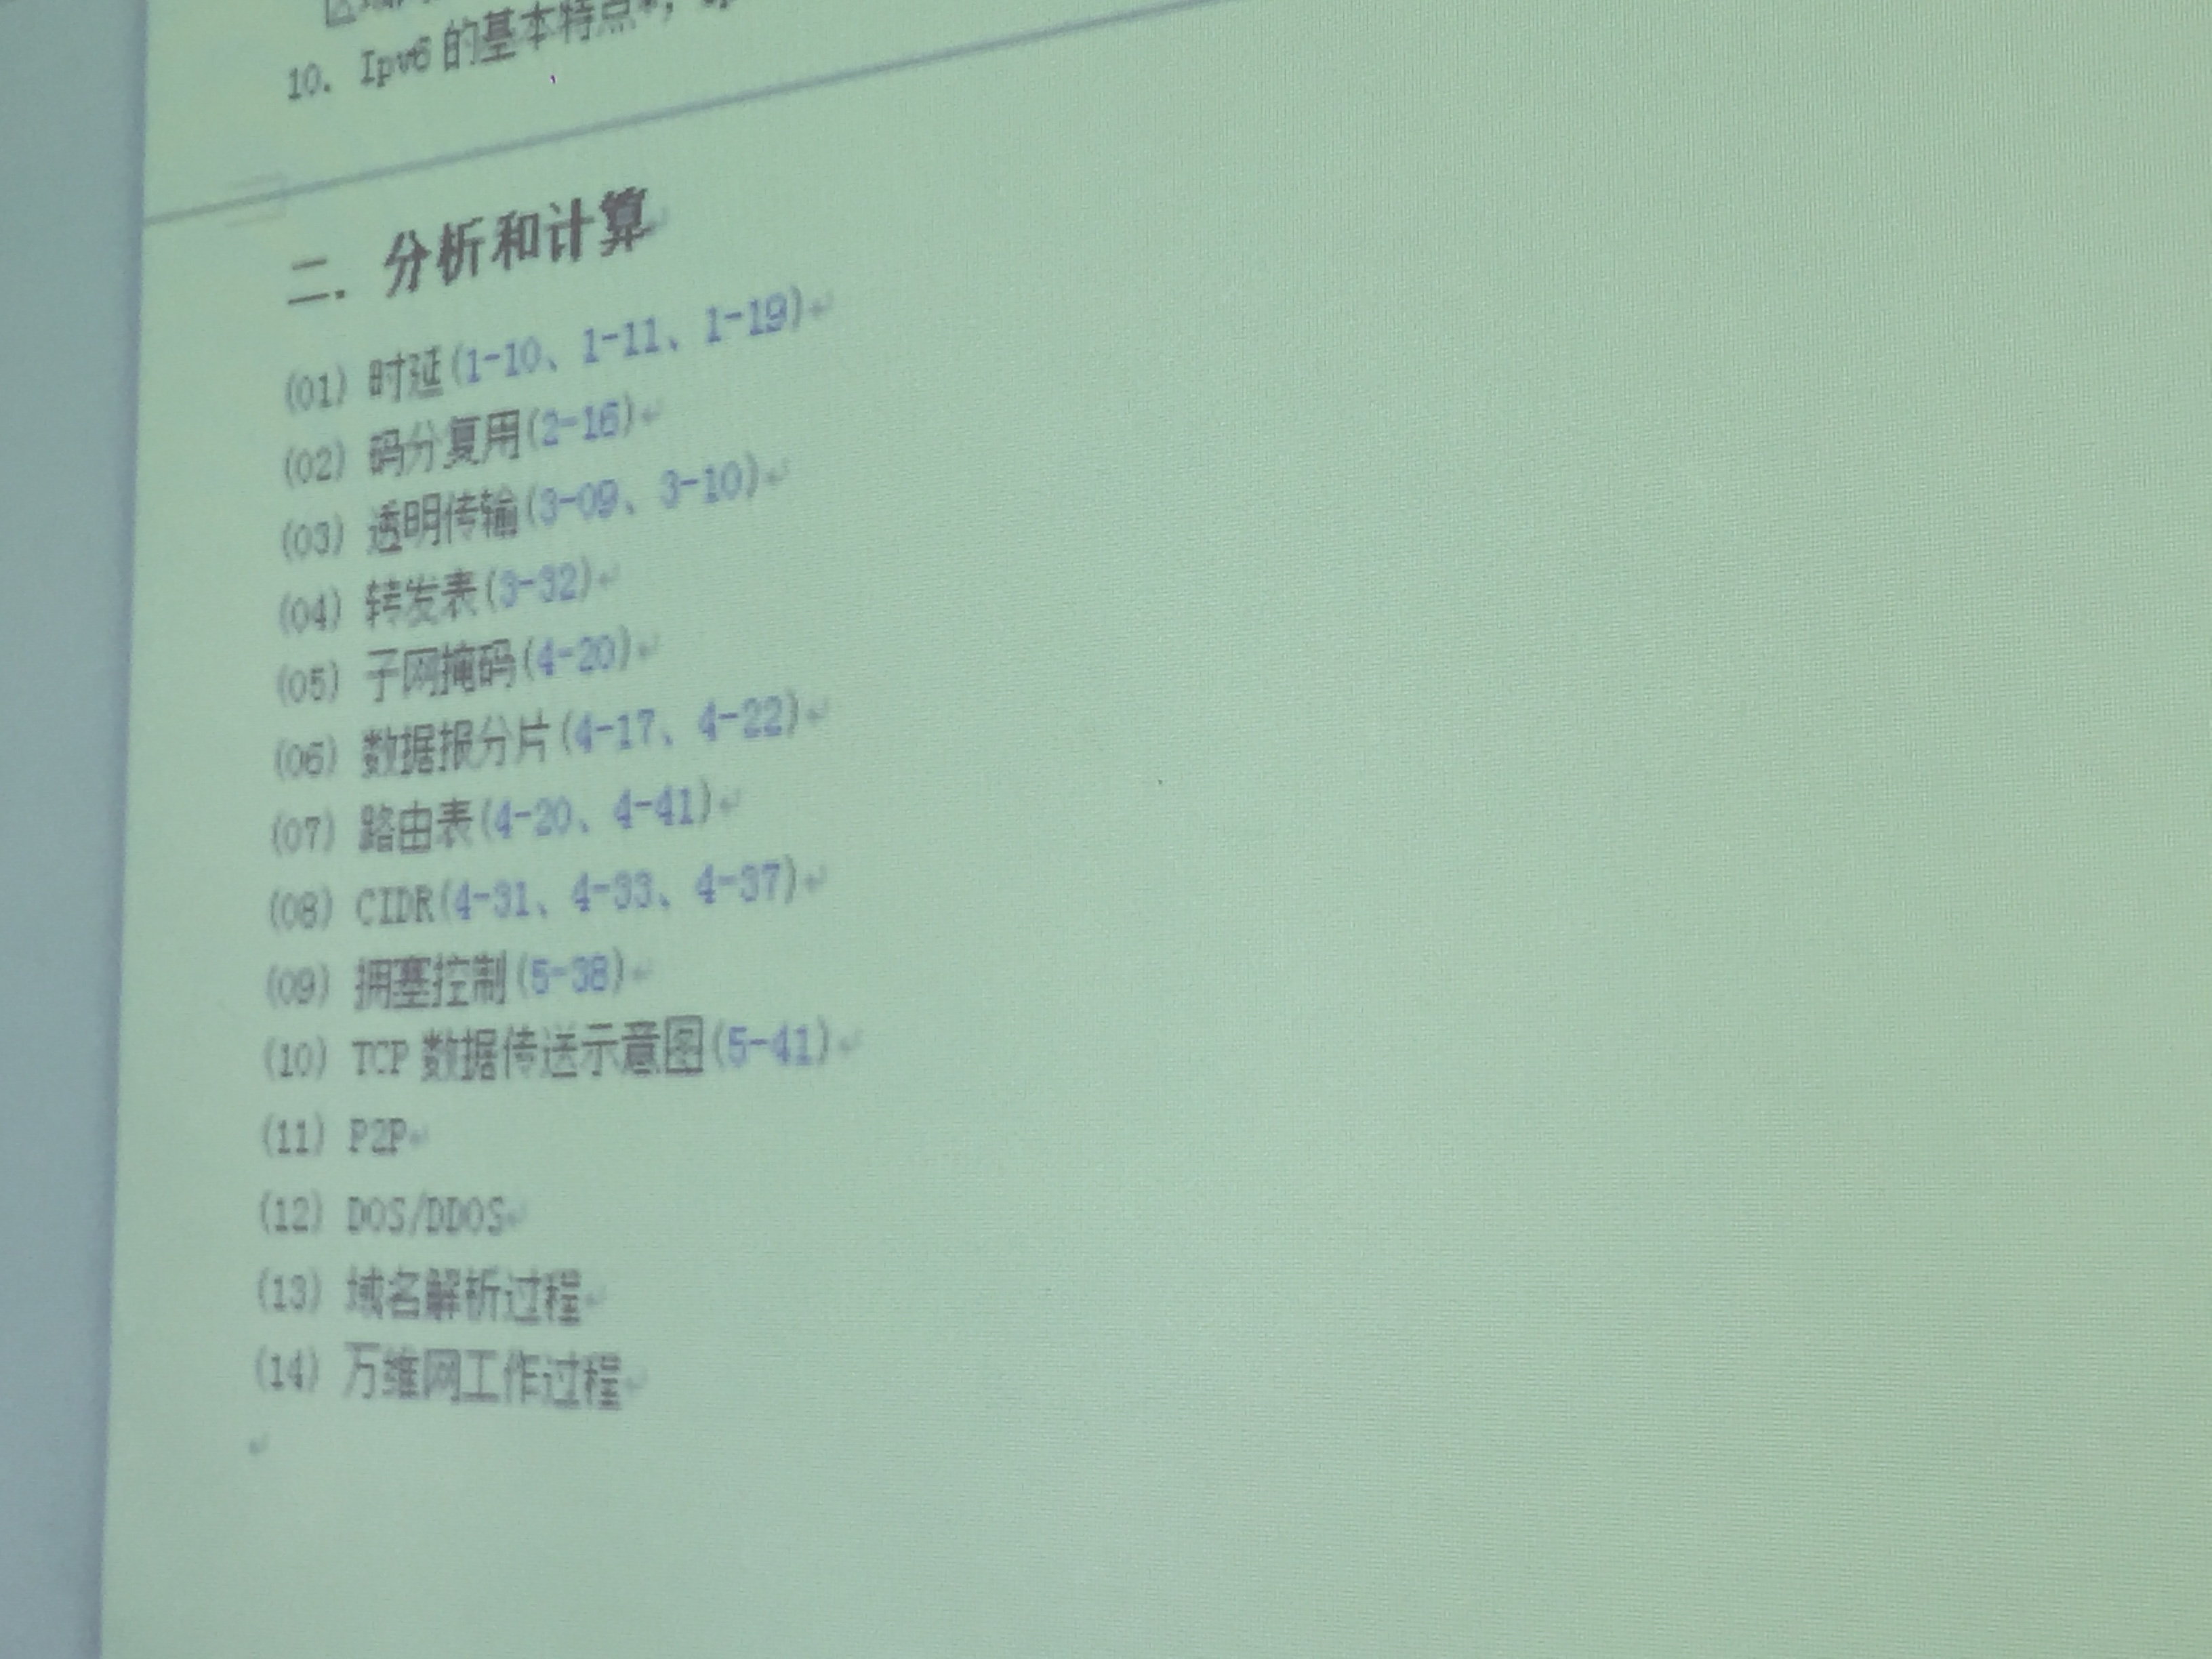 10. Ipv6 的基本特点
二. 分析和计算
(01) 时延(1-10、1-11、1-19)
(02) 码分复用(2-16)
(03) 透明传输(3-09、3-10)
(04) 转发表(3-32)
(05) 子网掩码(4-20)
(06) 数据报分片(4-17、4-22)
(07) 路由表(4-20、4-41)
(08) CIDR(4-31、4-33、4-37)
(09) 拥塞控制(5-38)
(10) TCP 数据传送示意图(5-41)
(11) P2P
(12) DOS/DDOS
(13) 域名解析过程
(14) 万维网工作过程